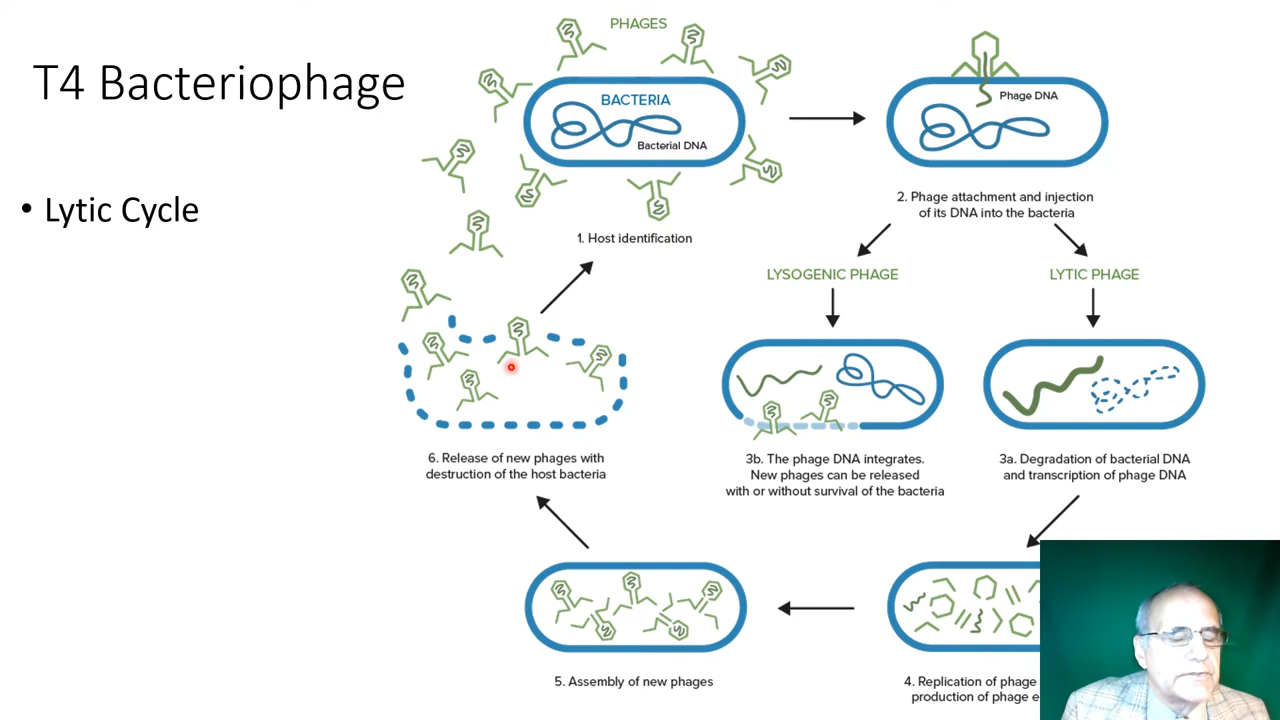 T4 Bacteriophage
• Lytic Cycle
PHAGES
BACTERIA
Bacterial DNA
1. Host identification
Phage DNA
2. Phage attachment and injection
of its DNA into the bacteria
LYSOGENIC PHAGE
LYTIC PHAGE
3b. The phage DNA integrates.
New phages can be released
with or without survival of the bacteria
3a. Degradation of bacterial DNA
and transcription of phage DNA
4. Replication of phage
production of phage e
5. Assembly of new phages
6. Release of new phages with
destruction of the host bacteria